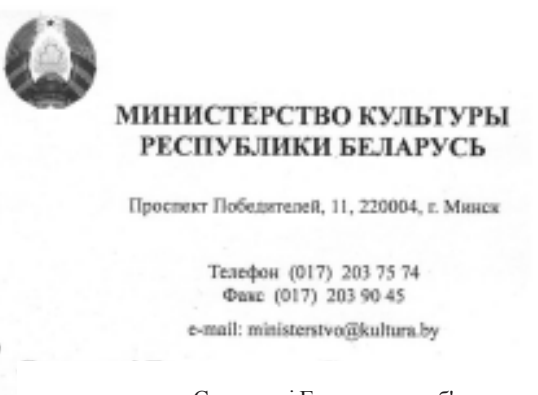 МИНИСТЕРСТВО КУЛЬТУРЫ
РЕСПУБЛИКИ БЕЛАРУСЬ
Проспект Победителей, 11, 220004, г. Минск
Телефон (017) 203 75 74
Факс (017) 203 90 45
e-mail: ministerstvo@kultura.by